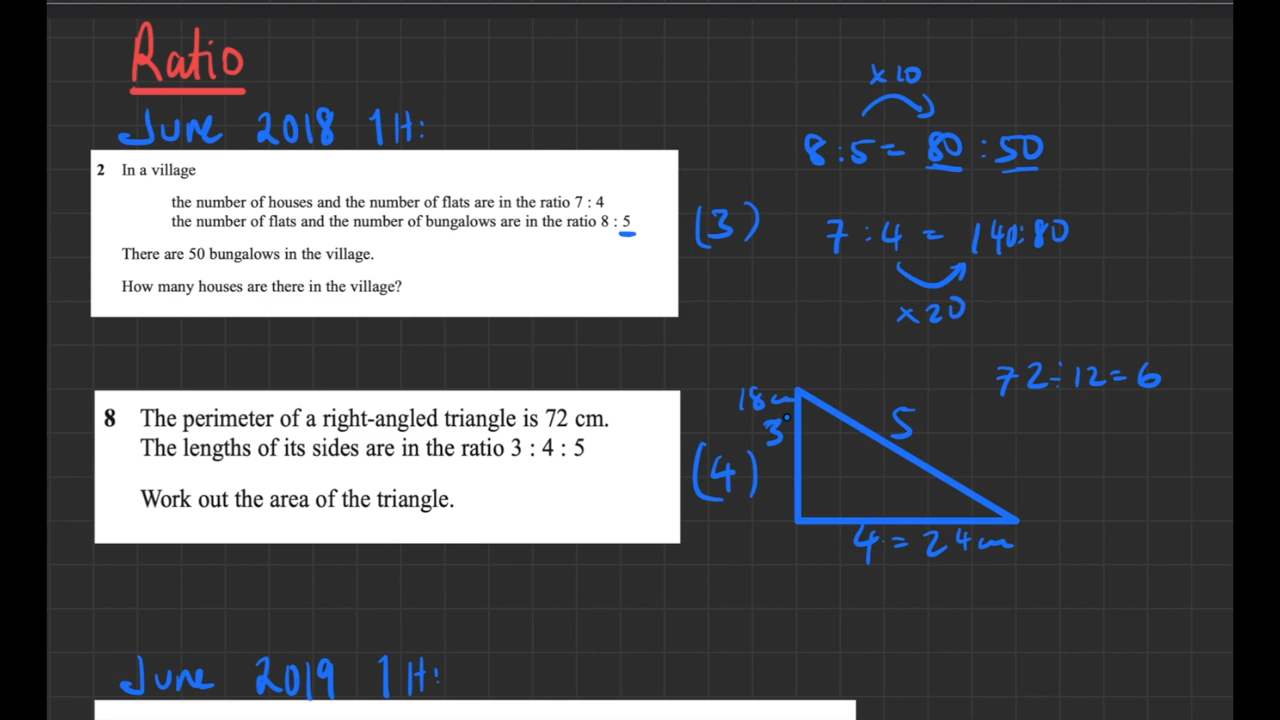 Ratio
June 2018 1H:
2 In a village
the number of houses and the number of flats are in the ratio 7 : 4
the number of flats and the number of bungalows are in the ratio 8 : 5
There are 50 bungalows in the village.
How many houses are there in the village?
(3)
×10
8:5 = 80:50
7:4 = 140:80
×20
8 The perimeter of a right-angled triangle is 72 cm.
The lengths of its sides are in the ratio 3 : 4 : 5
Work out the area of the triangle.
(4)
72÷12=6
18cm
3
5
4 = 24cm
June 2019 1H: